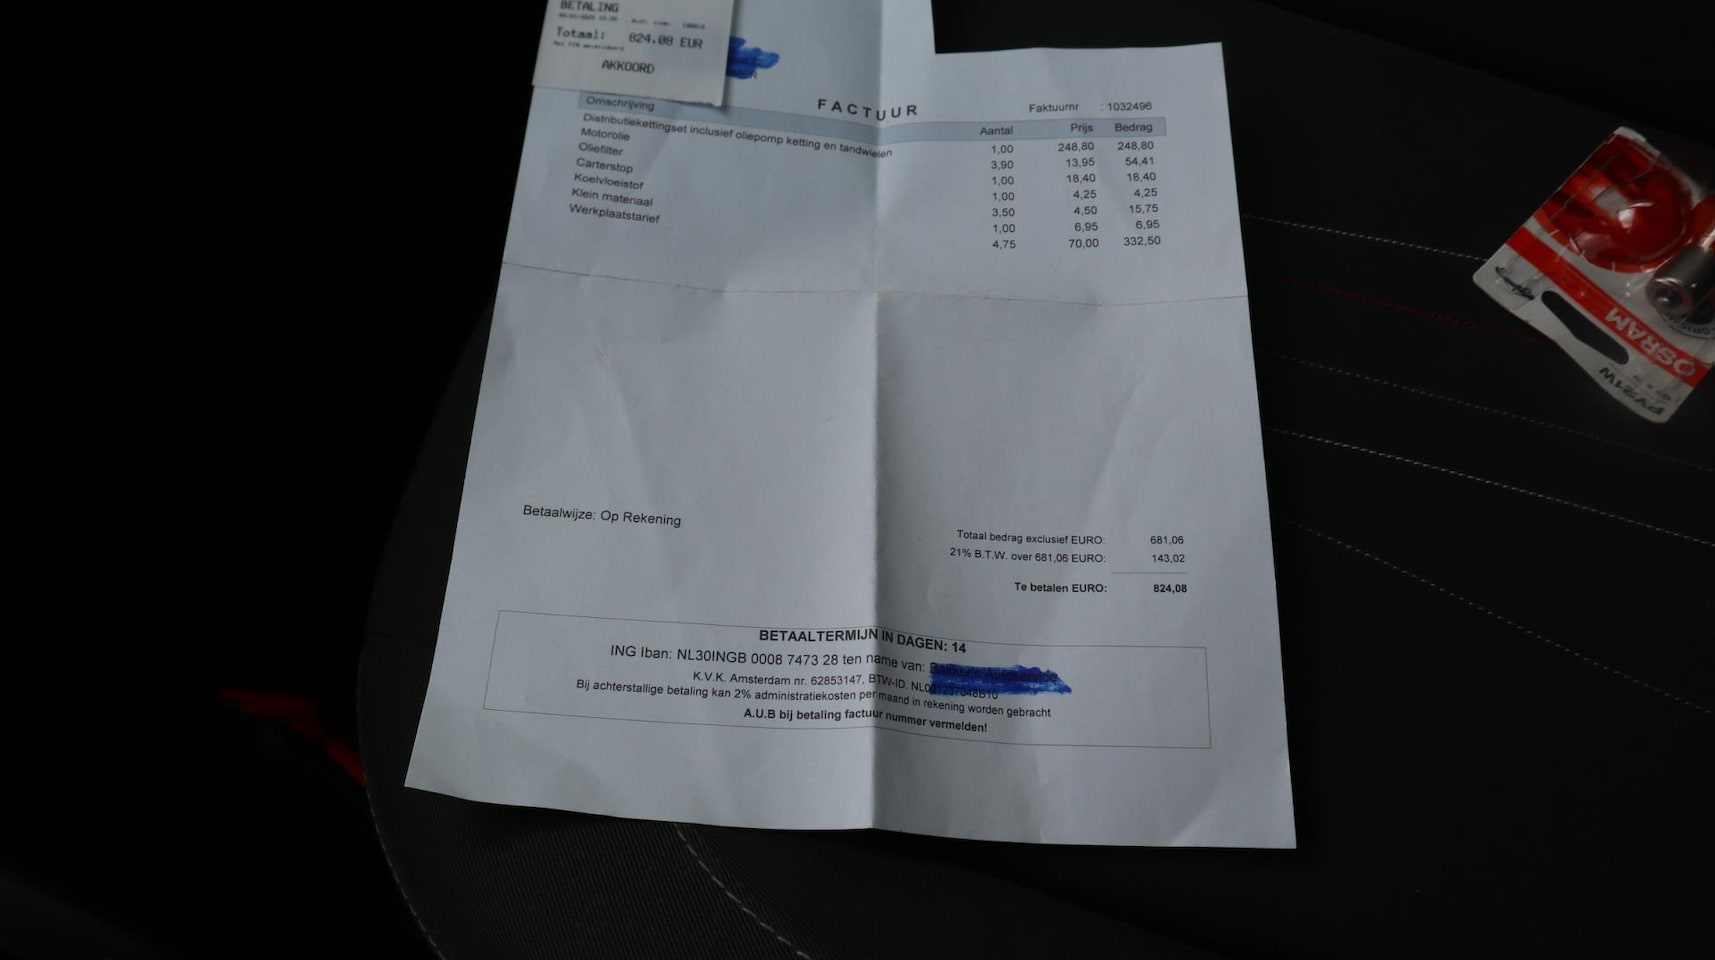 BETALING
Totaal: 824.08 EUR
AKKOORD
FACTUUR
Faktuurnr : 1032496
Omschrijving Aantal Prijs Bedrag
Distributiekettingset inclusief oliepomp ketting en tandwielen 1,00 248,80 248,80
Motorolie 3,90 13,95 54,41
Oliefilter 1,00 18,40 18,40
Carterstop 1,00 4,25 4,25
Koelvloeistof 3,50 4,50 15,75
Klein materiaal 1,00 6,95 6,95
Werkplaatstarief 4,75 70,00 332,50
Betaalwijze: Op Rekening
Totaal bedrag exclusief EURO: 681,06
21% B.T.W. over 681,06 EURO: 143,02
Te betalen EURO: 824,08
BETAALTERMIJN IN DAGEN: 14
ING Iban: NL30INGB 0008 7473 28 ten name van:
K.V.K. Amsterdam nr. 62853147, BTW-ID.
Bij achterstallige betaling kan 2% administratiekosten per maand in rekening worden gebracht
A.U.B bij betaling factuur nummer vermelden!
OSRAM
PY21W